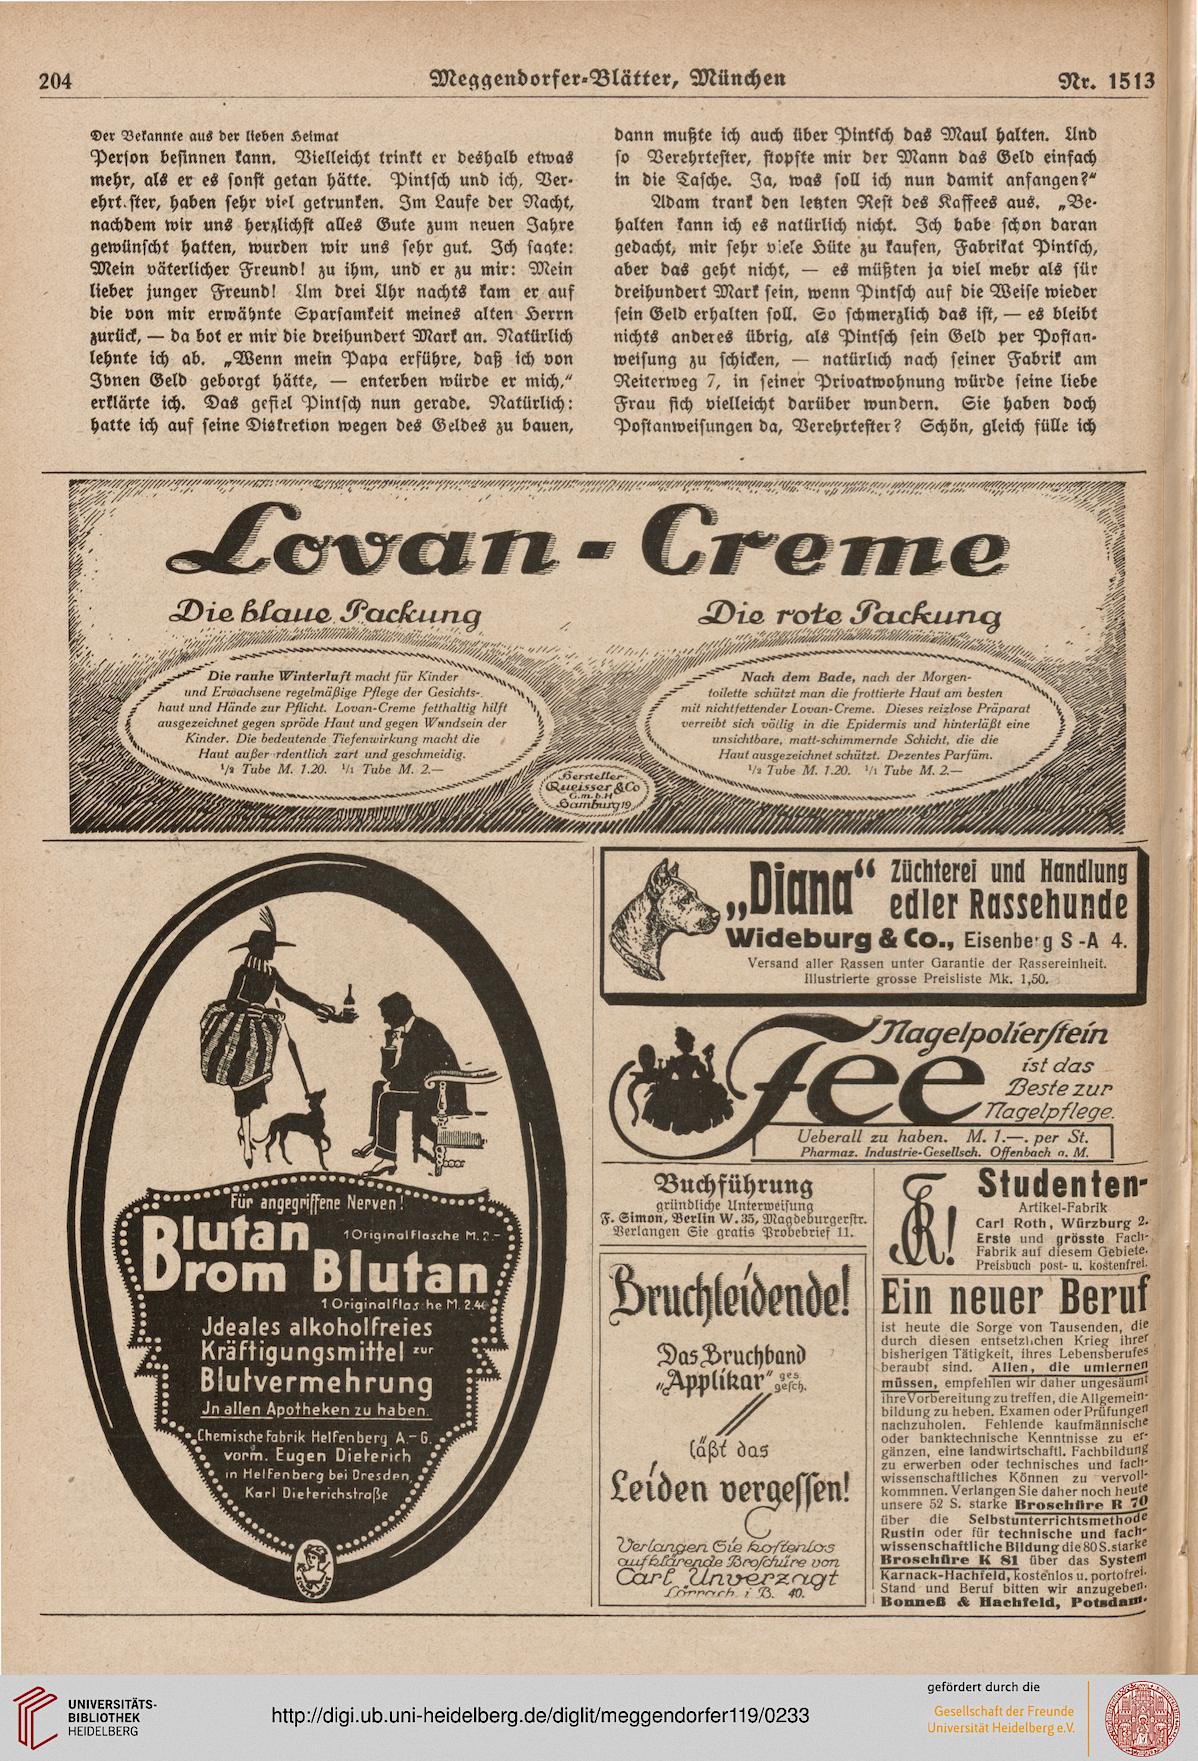 204
Meggendorfer-Blätter, München
Nr. 1513
Der Bekannte aus der lieben Heimat
Person besinnen kann. Vielleicht trinkt er deshalb etwas
mehr, als er es sonst getan hätte. Pintsch und ich, Ver-
ehrt.ster, haben sehr viel getrunken. Im Laufe der Nacht,
nachdem wir uns herzlichst alles Gute zum neuen Jahre
gewünscht hatten, wurden wir uns sehr gut. Ich sagte:
Mein väterlicher Freund! zu ihm, und er zu mir: Mein
lieber junger Freund! Um drei Uhr nachts kam er auf
die von mir erwähnte Sparsamkeit meines alten Herrn
zurück, — da bot er mir die dreihundert Mark an. Natürlich
lehnte ich ab. „Wenn mein Papa erführe, daß ich von
Ihnen Geld geborgt hätte, — enterben würde er mich,"
erklärte ich. Das gefiel Pintsch nun gerade. Natürlich:
hatte ich auf seine Diskretion wegen des Geldes zu bauen,
dann mußte ich auch über Pintsch das Maul halten. Und
so Verehrtester, stopfte mir der Mann das Geld einfach
in die Tasche. Ja, was soll ich nun damit anfangen?"
Adam trank den letzten Rest des Kaffees aus. „Be-
halten kann ich es natürlich nicht. Ich habe schon daran
gedacht, mir sehr viele Hüte zu kaufen, Fabrikat Pintsch,
aber das geht nicht, — es müßten ja viel mehr als für
dreihundert Mark sein, wenn Pintsch auf die Weise wieder
sein Geld erhalten soll. So schmerzlich das ist, — es bleibt
nichts anderes übrig, als Pintsch sein Geld per Postan-
weisung zu schicken, — natürlich nach seiner Fabrik am
Reiterweg 7, in seiner Privatwohnung würde seine liebe
Frau sich vielleicht darüber wundern. Sie haben doch
Postanweisungen da, Verehrtester? Schön, gleich fülle ich
Lovan-Creme
Die blaue Packung
Die rauhe Winterluft macht für Kinder
und Erwachsene regelmäßige Pflege der Gesichts-
haut und Hände zur Pflicht. Lovan-Creme fetthaltig hilft
ausgezeichnet gegen spröde Haut und gegen Wundsein der
Kinder. Die bedeutende Tiefenwirkung macht die
Haut außer rdentlich zart und geschmeidig.
1/2 Tube M. 1.20. 1/1 Tube M. 2.—
Die rote Packung
Nach dem Bade, nach der Morgen-
toilette schützt man die frottierte Haut am besten
mit nichtfettender Lovan-Creme. Dieses reizlose Präparat
verreibt sich völlig in die Epidermis und hinterläßt eine
unsichtbare, matt-schimmernde Schicht, die die
Haut ausgezeichnet schützt. Dezentes Parfüm.
1/2 Tube M. 1.20. 1/1 Tube M. 2.—
Hersteller:
Queisser & Co
G.m.b.H
Hamburg 19
Für angegriffene Nerven!
Blutan
1 Originalflasche M. 2.-
Brom Blutan
1 Originalflas he M. 2.40
Jdeales alkoholfreies
Kräftigungsmittel zur
Blutvermehrung
Jn allen Apotheken zu haben.
Chemische Fabrik Helfenberg A.-G.
vorm. Eugen Dieterich
in Helfenberg bei Dresden,
Karl Dieterichstraße
„Diana" Züchterei und Handlung
edler Rassehunde
Wideburg & Co., Eisenbe g S-A 4.
Versand aller Rassen unter Garantie der Rassereinheit.
Illustrierte grosse Preisliste Mk. 1,50.
Fee
Nagelpolierstein
ist das
Beste zur
Nagelpflege.
Ueberall zu haben. M. 1.—. per St.
Pharmaz. Industrie-Gesellsch. Offenbach a. M.
Buchführung
gründliche Unterweisung
F. Simon, Berlin W. 35, Magdeburgerstr.
Verlangen Sie gratis Probebrief 11.
Bruchleidende!
Das Bruchband
„Applikar" ges. gesch.
läßt das
Leiden vergessen!
Verlangen Sie kostenlos
aufklärende Broschüre von
Carl Unverzagt
Lörrach i. B. 40.
Studenten-
Artikel-Fabrik
Carl Roth, Würzburg 2.
Erste und grösste Fach-
Fabrik auf diesem Gebiete.
Preisbuch post- u. kostenfrei.
Ein neuer Beruf
ist heute die Sorge von Tausenden, die
durch diesen entsetzlichen Krieg ihrer
bisherigen Tätigkeit, ihres Lebensberufes
beraubt sind. Allen, die umlernen
müssen, empfehlen wir daher ungesäumt
ihre Vorbereitung zu treffen, die Allgemein-
bildung zu heben. Examen oder Prüfungen
nachzuholen. Fehlende kaufmännische
oder banktechnische Kenntnisse zu er-
gänzen, eine landwirtschaftl. Fachbildung
zu erwerben oder technisches und fach-
wissenschaftliches Können zu vervoll-
kommnen. Verlangen Sie daher noch heute
unsere 52 S. starke Broschüre R 70
über die Selbstunterrichtsmethode
Rustin oder für technische und fach-
wissenschaftliche Bildung die 80 S. starke
Broschüre K 81 über das System
Karnack-Hachfeld, kostenlos u. portofrei.
Stand und Beruf bitten wir anzugeben.
Bonneß & Hachfeld, Potsdam.
UNIVERSITÄTS-
BIBLIOTHEK
HEIDELBERG
http://digi.ub.uni-heidelberg.de/diglit/meggendorfer119/0233
gefördert durch die
Gesellschaft der Freunde
Universität Heidelberg e.V.